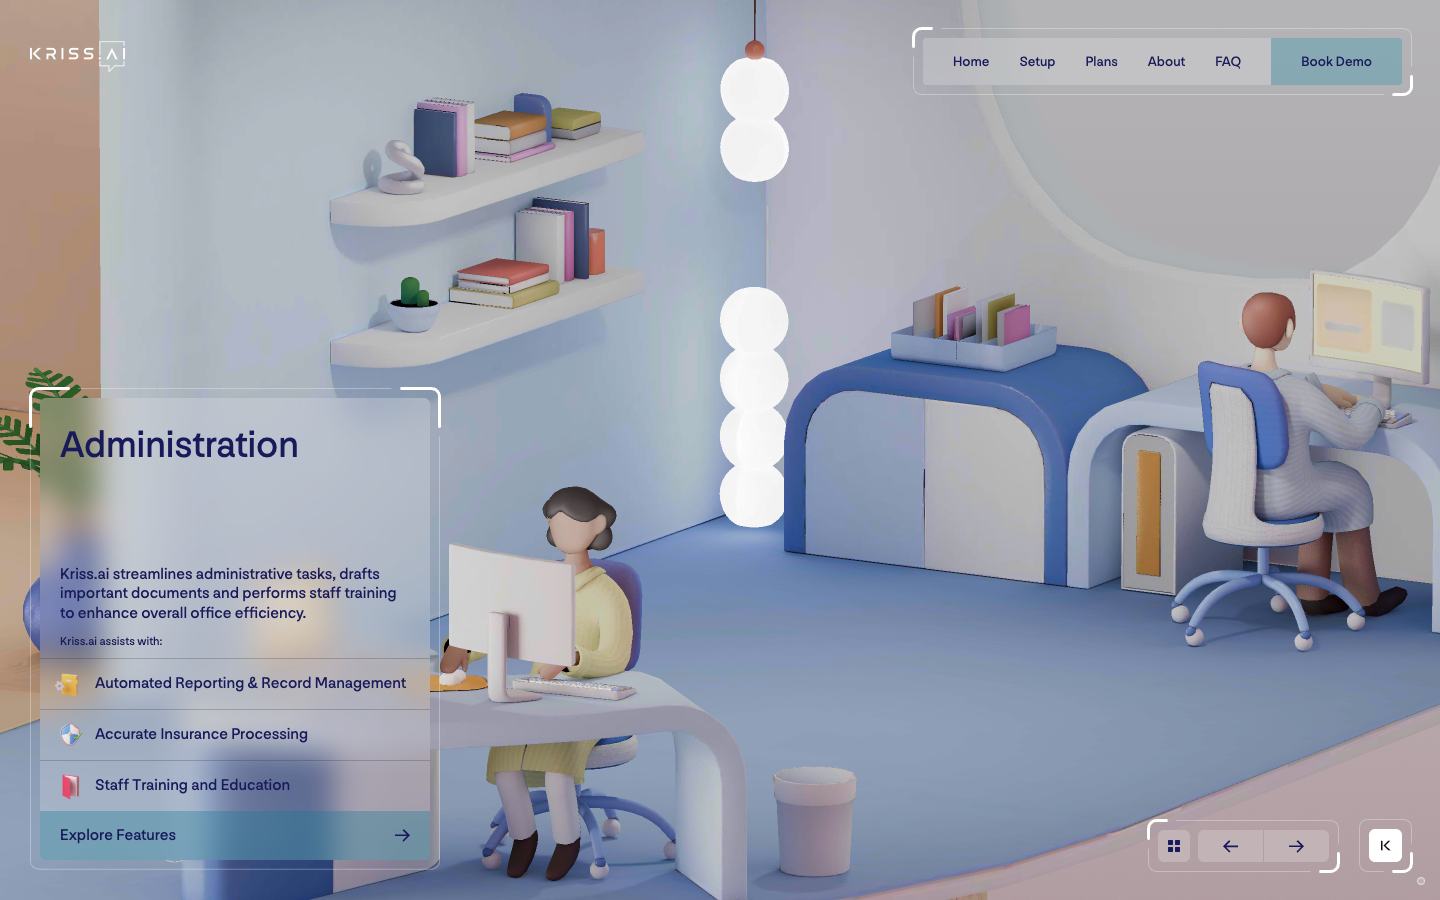 KRISS.AI
Home Setup Plans About FAQ Book Demo
Administration
Kriss.ai streamlines administrative tasks, drafts
important documents and performs staff training
to enhance overall office efficiency.
Kriss.ai assists with:
Automated Reporting & Record Management
Accurate Insurance Processing
Staff Training and Education
Explore Features